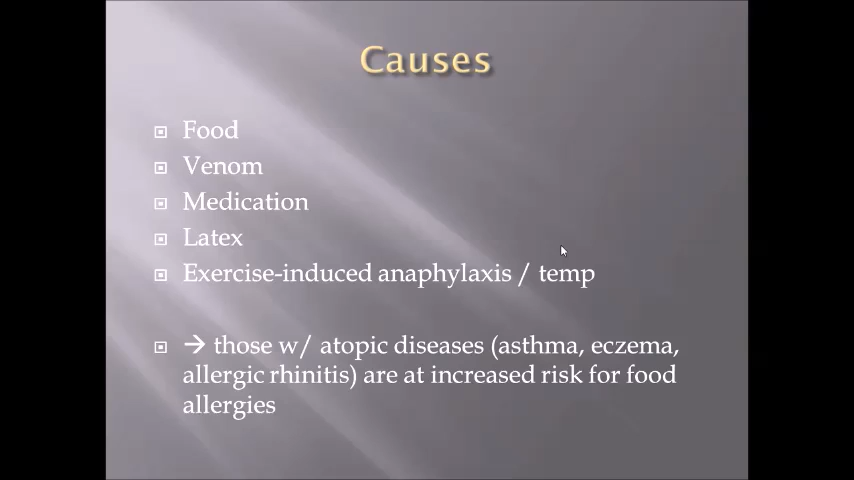 Causes
Food
Venom
Medication
Latex
Exercise-induced anaphylaxis / temp
→ those w/ atopic diseases (asthma, eczema,
allergic rhinitis) are at increased risk for food
allergies